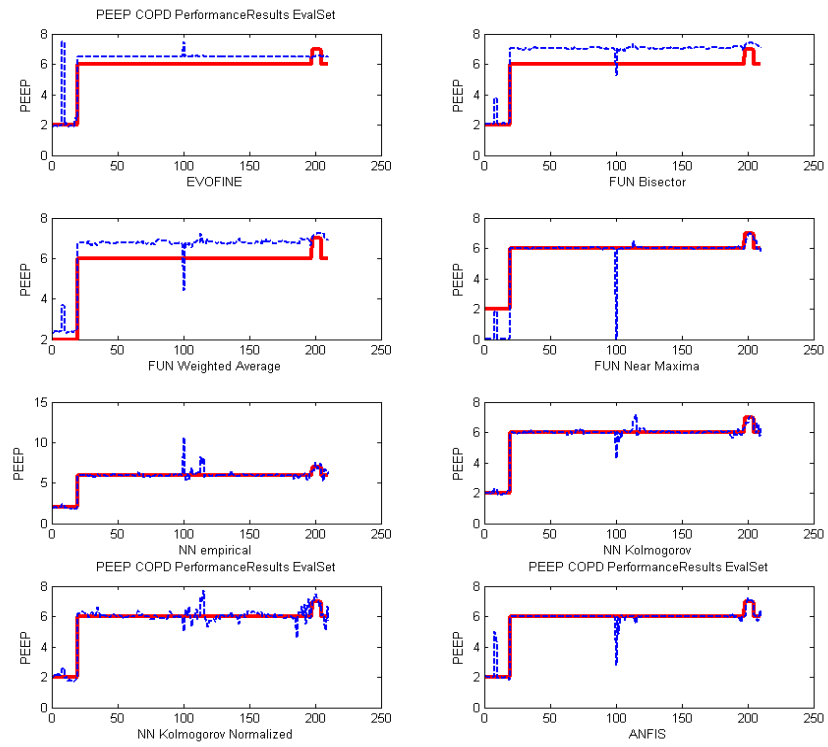 PEEP COPD PerformanceResults EvalSet
PEEP
8
6
4
2
0
0 50 100 150 200 250
EVOFINE
PEEP
8
6
4
2
0
0 50 100 150 200 250
FUN Bisector
PEEP
8
6
4
2
0 50 100 150 200 250
FUN Weighted Average
PEEP
8
6
4
2
0
0 50 100 150 200 250
FUN Near Maxima
PEEP
15
10
5
0
0 50 100 150 200 250
NN empirical
PEEP
8
6
4
2
0
0 50 100 150 200 250
NN Kolmogorov
PEEP COPD PerformanceResults EvalSet
PEEP
8
6
4
2
0
0 50 100 150 200 250
NN Kolmogorov Normalized
PEEP COPD PerformanceResults EvalSet
PEEP
8
6
4
2
0
0 50 100 150 200 250
ANFIS